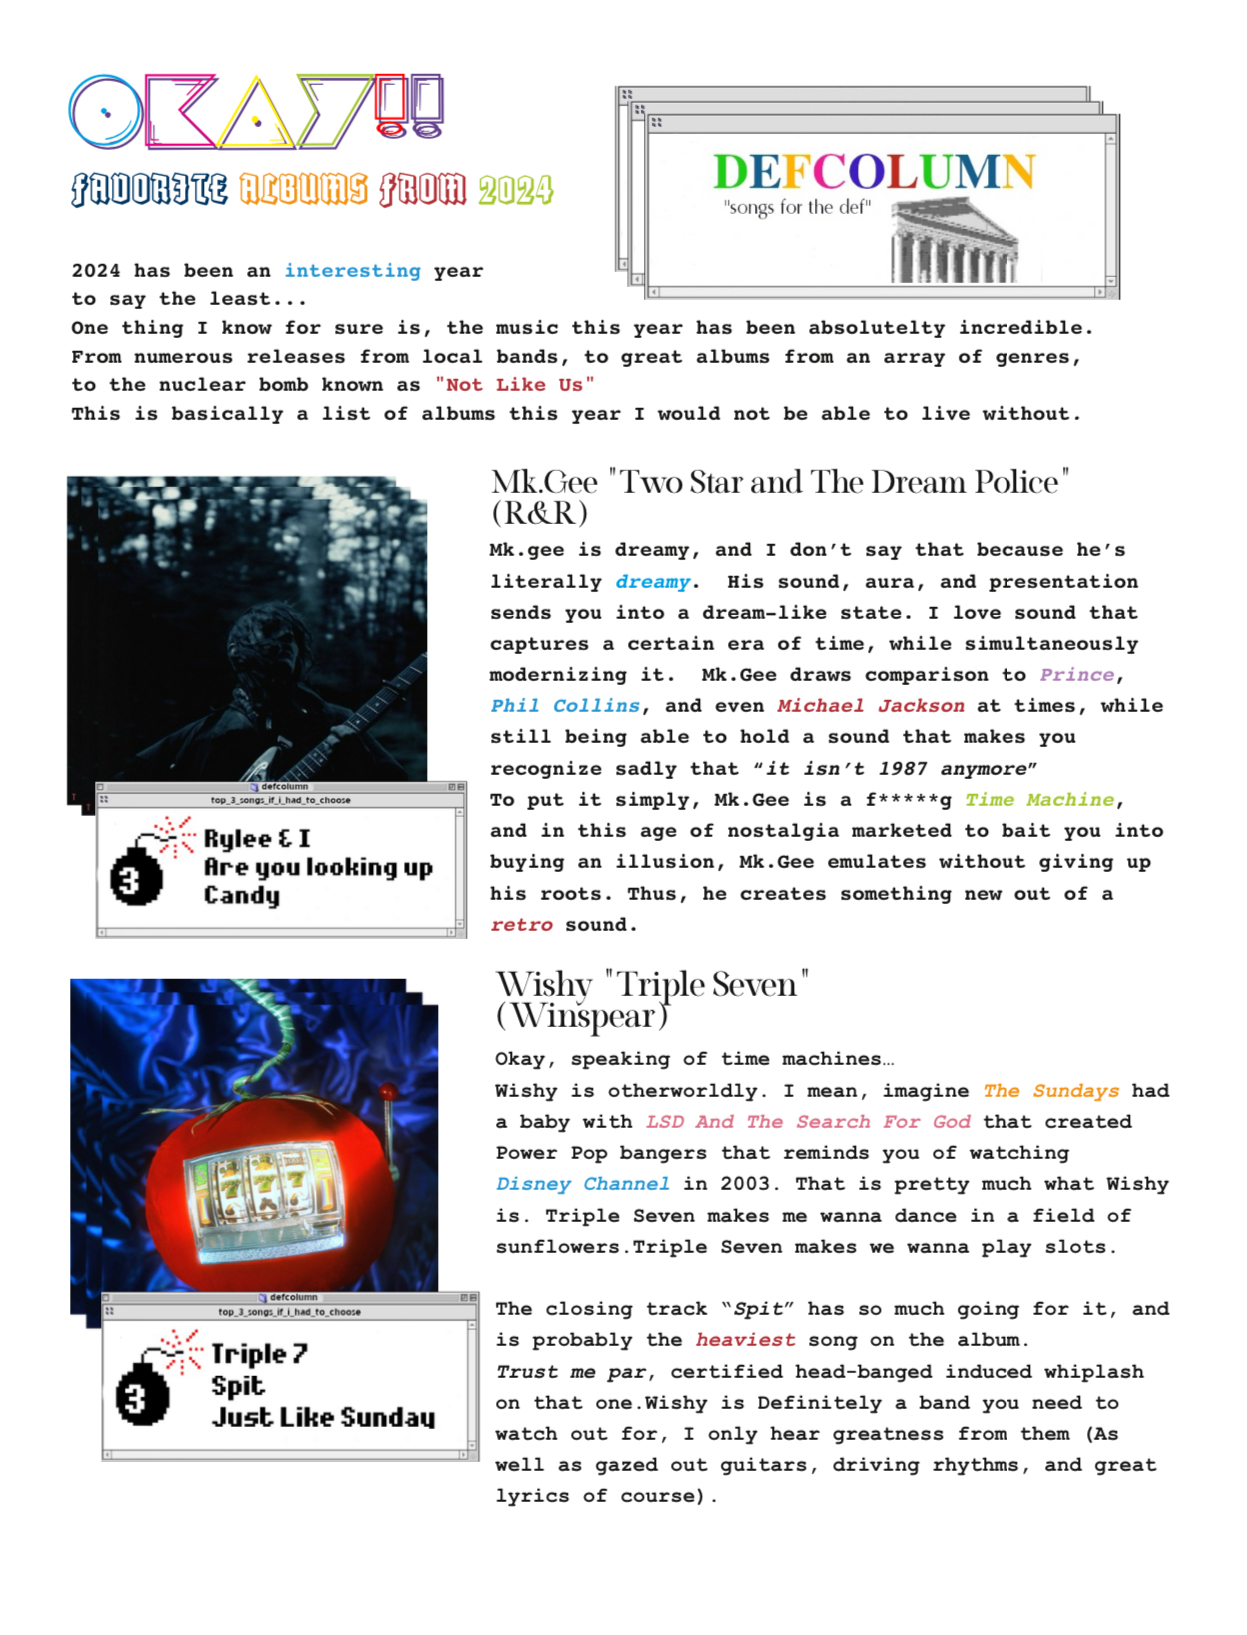 OKAY!!
FAVORITE ALBUMS FROM 2024
DEFCOLUMN
"songs for the def"
2024 has been an interesting year
to say the least...
One thing I know for sure is, the music this year has been absolutelty incredible.
From numerous releases from local bands, to great albums from an array of genres,
to the nuclear bomb known as "Not Like Us"
This is basically a list of albums this year I would not be able to live without.
Mk.Gee "Two Star and The Dream Police"
(R&R)
Mk.gee is dreamy, and I don’t say that because he’s
literally dreamy.  His sound, aura, and presentation
sends you into a dream-like state. I love sound that
captures a certain era of time, while simultaneously
modernizing it.  Mk.Gee draws comparison to Prince,
Phil Collins, and even Michael Jackson at times, while
still being able to hold a sound that makes you
recognize sadly that “it isn’t 1987 anymore”
To put it simply, Mk.Gee is a f*****g Time Machine,
and in this age of nostalgia marketed to bait you into
buying an illusion, Mk.Gee emulates without giving up
his roots. Thus, he creates something new out of a
retro sound.
defcolumn
top_3_songs_if_i_had_to_choose
3
Rylee & I
Are you looking up
Candy
Wishy "Triple Seven"
(Winspear)
Okay, speaking of time machines…
Wishy is otherworldly. I mean, imagine The Sundays had
a baby with LSD And The Search For God that created
Power Pop bangers that reminds you of watching
Disney Channel in 2003. That is pretty much what Wishy
is. Triple Seven makes me wanna dance in a field of
sunflowers.Triple Seven makes we wanna play slots.
The closing track “Spit” has so much going for it, and
is probably the heaviest song on the album.
Trust me par, certified head-banged induced whiplash
on that one.Wishy is Definitely a band you need to
watch out for, I only hear greatness from them (As
well as gazed out guitars, driving rhythms, and great
lyrics of course).
7 7 7
defcolumn
top_3_songs_if_i_had_to_choose
3
Triple 7
Spit
Just Like Sunday